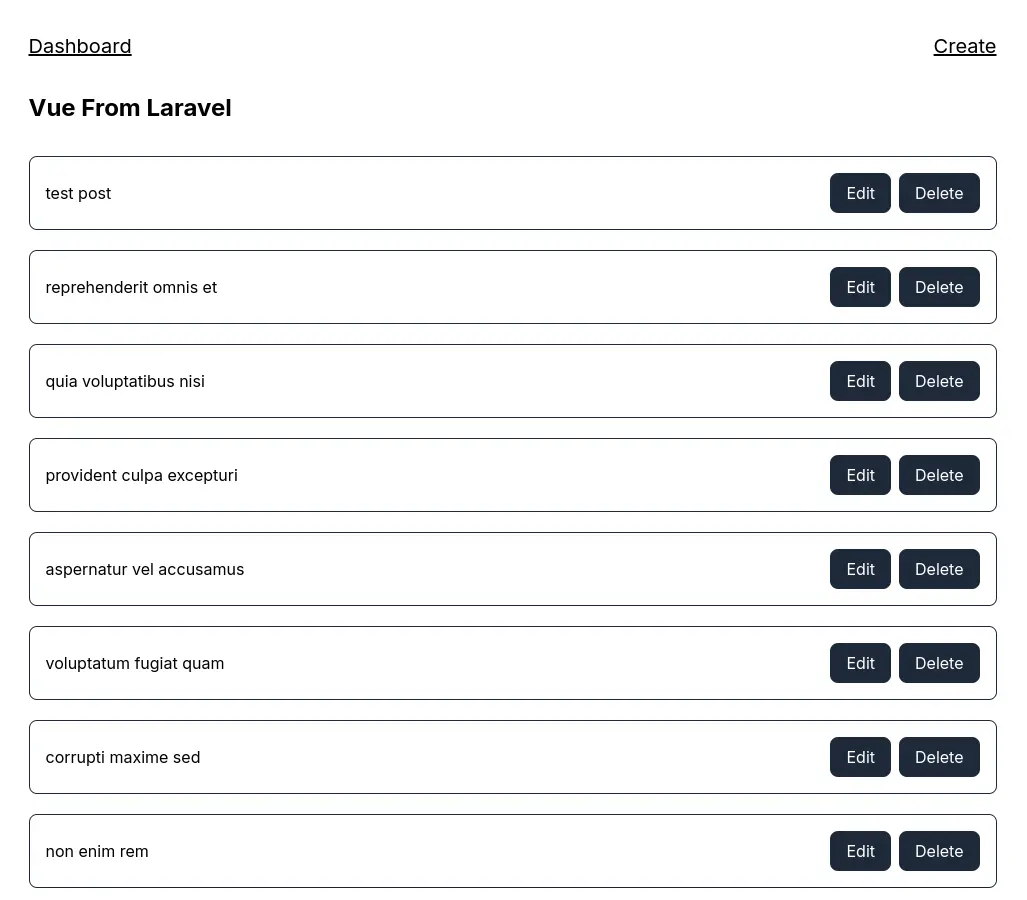 Dashboard Create
Vue From Laravel
test post Edit Delete
reprehenderit omnis et Edit Delete
quia voluptatibus nisi Edit Delete
provident culpa excepturi Edit Delete
aspernatur vel accusamus Edit Delete
voluptatum fugiat quam Edit Delete
corrupti maxime sed Edit Delete
non enim rem Edit Delete